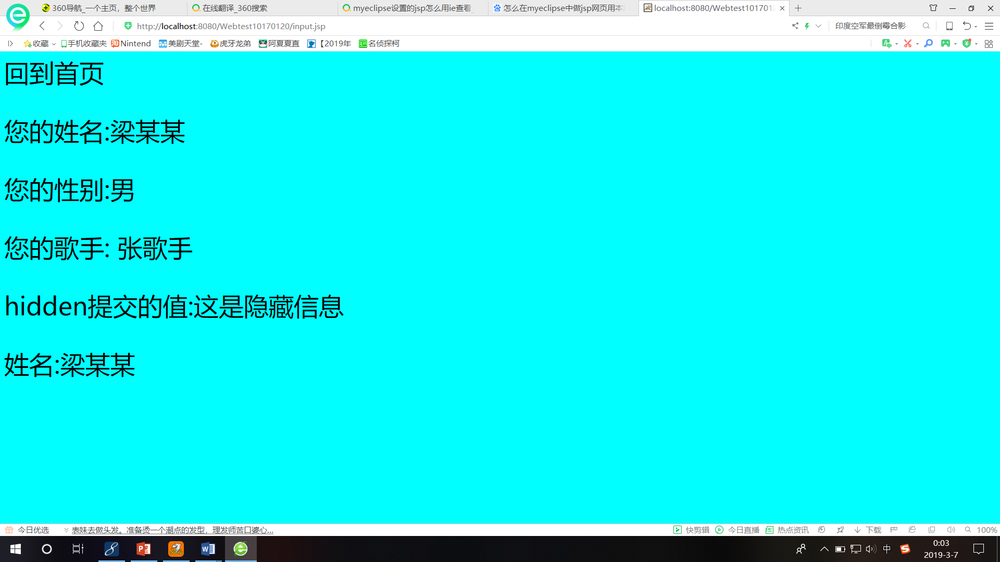 360导航_一个主页，整个世界
在线翻译_360搜索
myeclipse设置的jsp怎么用ie查看_
怎么在myeclipse中做jsp网页用本
localhost:8080/Webtest1017012
http://localhost:8080/Webtest10170120/input.jsp
印度空军最倒霉合影
收藏
手机收藏夹
Nintend
美剧天堂-
虎牙龙弟
阿夏夏直
【2019年
名侦探柯
回到首页
您的姓名:梁某某
您的性别:男
您的歌手: 张歌手
hidden提交的值:这是隐藏信息
姓名:梁某某
今日优选
表妹去做头发。准备烫一个潮点的发型，理发师苦口婆心...
快剪辑
今日直播
热点资讯
下载
100%
中
0:03
2019-3-7